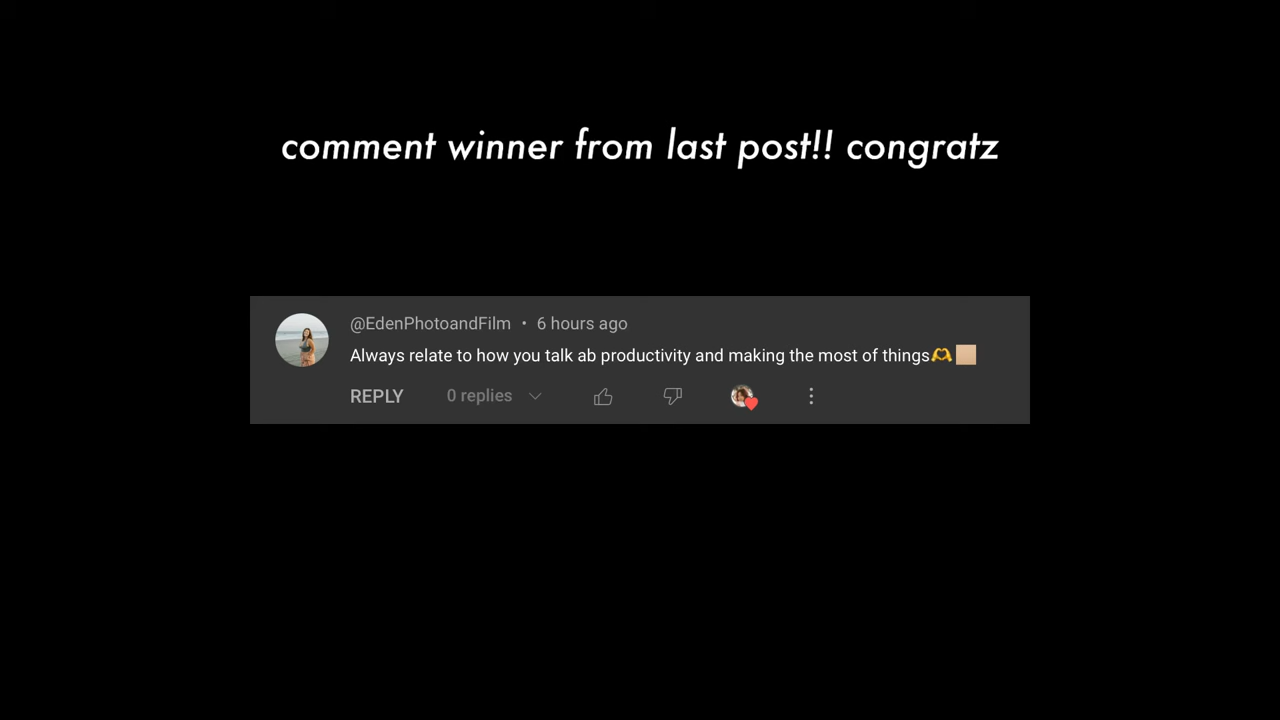 comment winner from last post!! congratz
@EdenPhotoandFilm • 6 hours ago
Always relate to how you talk ab productivity and making the most of things🫶🏼
REPLY 0 replies